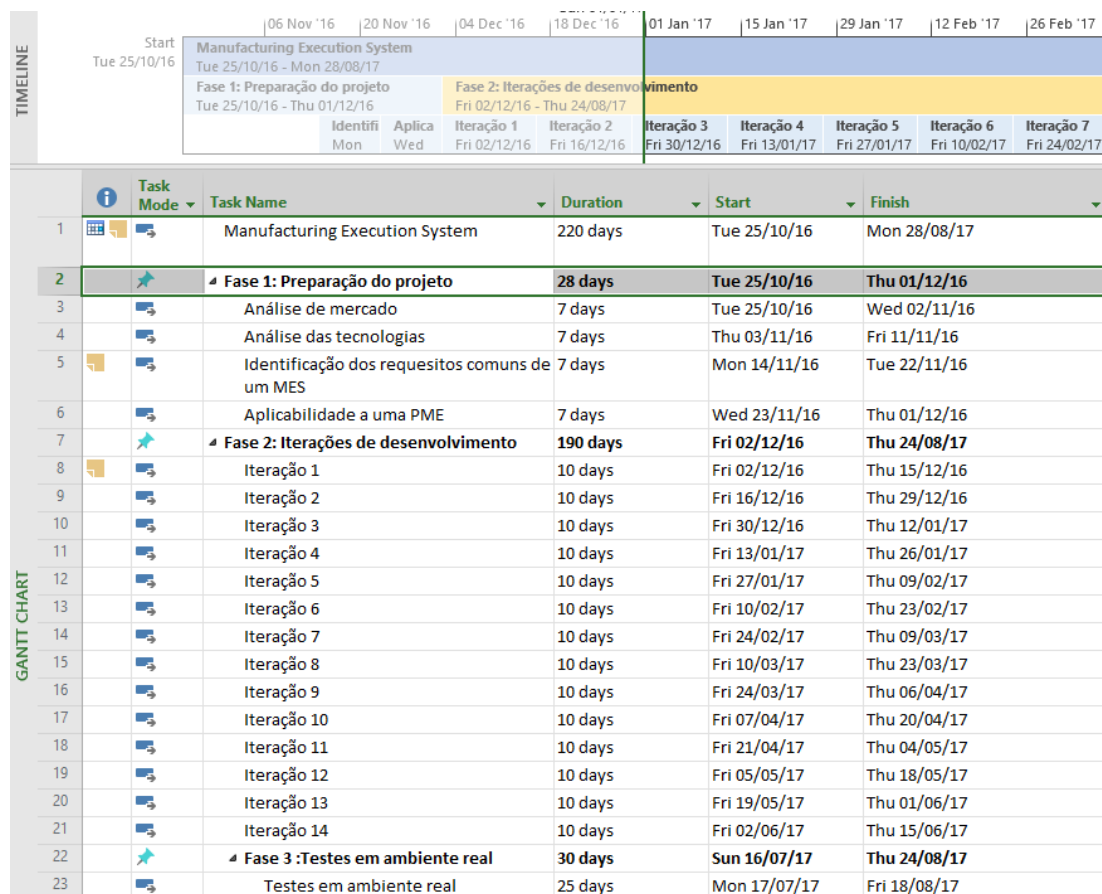 06 Nov '16 20 Nov '16 04 Dec '16 18 Dec '16 01 Jan '17 15 Jan '17 29 Jan '17 12 Feb '17 26 Feb '17
TIMELINE
Start
Tue 25/10/16
Manufacturing Execution System
Tue 25/10/16 - Mon 28/08/17
Fase 1: Preparação do projeto Fase 2: Iterações de desenvolvimento
Tue 25/10/16 - Thu 01/12/16 Fri 02/12/16 - Thu 24/08/17
Identifi Aplica Iteração 1 Iteração 2 Iteração 3 Iteração 4 Iteração 5 Iteração 6 Iteração 7
Mon Wed Fri 02/12/16 Fri 16/12/16 Fri 30/12/16 Fri 13/01/17 Fri 27/01/17 Fri 10/02/17 Fri 24/02/17
GANTT CHART
Task
Mode Task Name Duration Start Finish
1 Manufacturing Execution System 220 days Tue 25/10/16 Mon 28/08/17
2 Fase 1: Preparação do projeto 28 days Tue 25/10/16 Thu 01/12/16
3 Análise de mercado 7 days Tue 25/10/16 Wed 02/11/16
4 Análise das tecnologias 7 days Thu 03/11/16 Fri 11/11/16
5 Identificação dos requesitos comuns de 7 days Mon 14/11/16 Tue 22/11/16
um MES
6 Aplicabilidade a uma PME 7 days Wed 23/11/16 Thu 01/12/16
7 Fase 2: Iterações de desenvolvimento 190 days Fri 02/12/16 Thu 24/08/17
8 Iteração 1 10 days Fri 02/12/16 Thu 15/12/16
9 Iteração 2 10 days Fri 16/12/16 Thu 29/12/16
10 Iteração 3 10 days Fri 30/12/16 Thu 12/01/17
11 Iteração 4 10 days Fri 13/01/17 Thu 26/01/17
12 Iteração 5 10 days Fri 27/01/17 Thu 09/02/17
13 Iteração 6 10 days Fri 10/02/17 Thu 23/02/17
14 Iteração 7 10 days Fri 24/02/17 Thu 09/03/17
15 Iteração 8 10 days Fri 10/03/17 Thu 23/03/17
16 Iteração 9 10 days Fri 24/03/17 Thu 06/04/17
17 Iteração 10 10 days Fri 07/04/17 Thu 20/04/17
18 Iteração 11 10 days Fri 21/04/17 Thu 04/05/17
19 Iteração 12 10 days Fri 05/05/17 Thu 18/05/17
20 Iteração 13 10 days Fri 19/05/17 Thu 01/06/17
21 Iteração 14 10 days Fri 02/06/17 Thu 15/06/17
22 Fase 3 :Testes em ambiente real 30 days Sun 16/07/17 Thu 24/08/17
23 Testes em ambiente real 25 days Mon 17/07/17 Fri 18/08/17